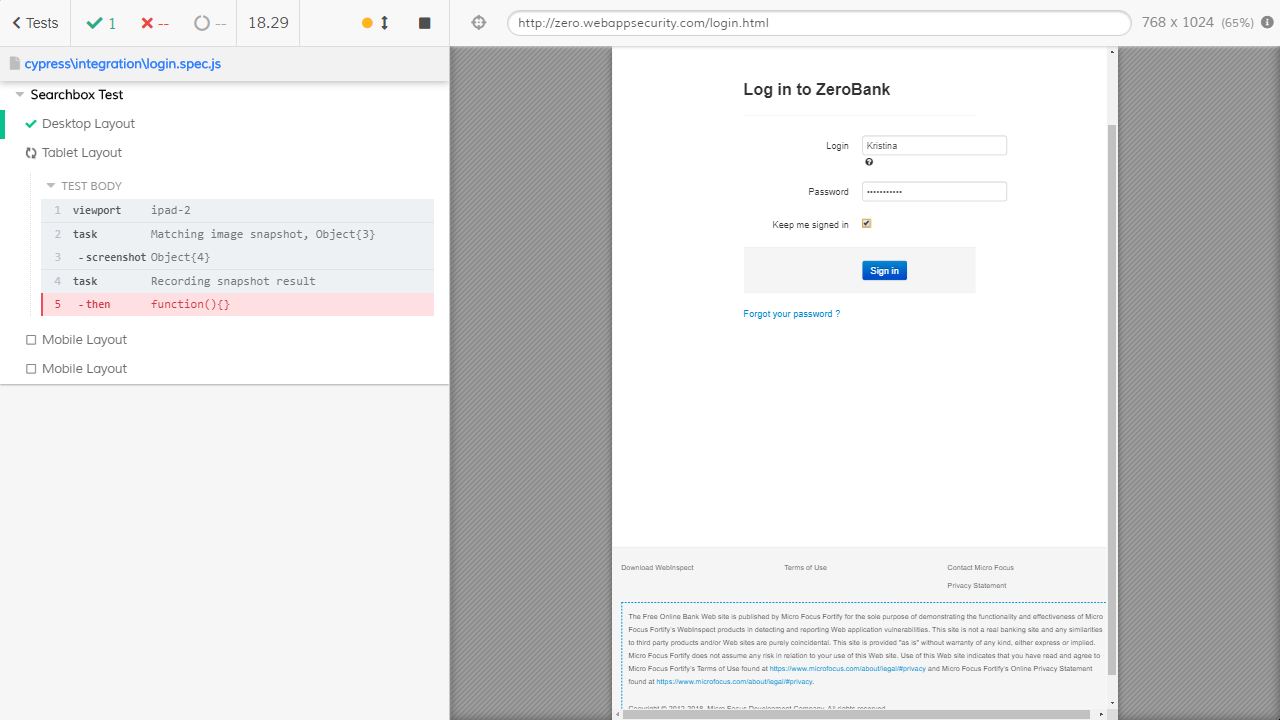 Tests
1
--
--
18.29
http://zero.webappsecurity.com/login.html
768 x 1024 (65%)
cypress\integration\login.spec.js
Searchbox Test
Desktop Layout
Tablet Layout
TEST BODY
1 viewport ipad-2
2 task Matching image snapshot, Object{3}
3 -screenshot Object{4}
4 task Recording snapshot result
5 -then function(){}
Mobile Layout
Mobile Layout
Log in to ZeroBank
Login Kristina
Password
Keep me signed in
Sign in
Forgot your password ?
Download WebInspect
Terms of Use
Contact Micro Focus
Privacy Statement
The Free Online Bank Web site is published by Micro Focus Fortify for the sole purpose of demonstrating the functionality and effectiveness of Micro
Focus Fortify's WebInspect products in detecting and reporting Web application vulnerabilities. This site is not a real banking site and any similarities
to third party products and/or Web sites are purely coincidental. This site is provided "as is" without warranty of any kind, either express or implied.
Micro Focus Fortify does not assume any risk in relation to your use of this Web site. Use of this Web site indicates that you have read and agree to
Micro Focus Fortify's Terms of Use found at https://www.microfocus.com/about/legal/#privacy and Micro Focus Fortify's Online Privacy Statement
found at https://www.microfocus.com/about/legal/#privacy.
Copyright © 2012-2018, Micro Focus Development Company. All rights reserved.